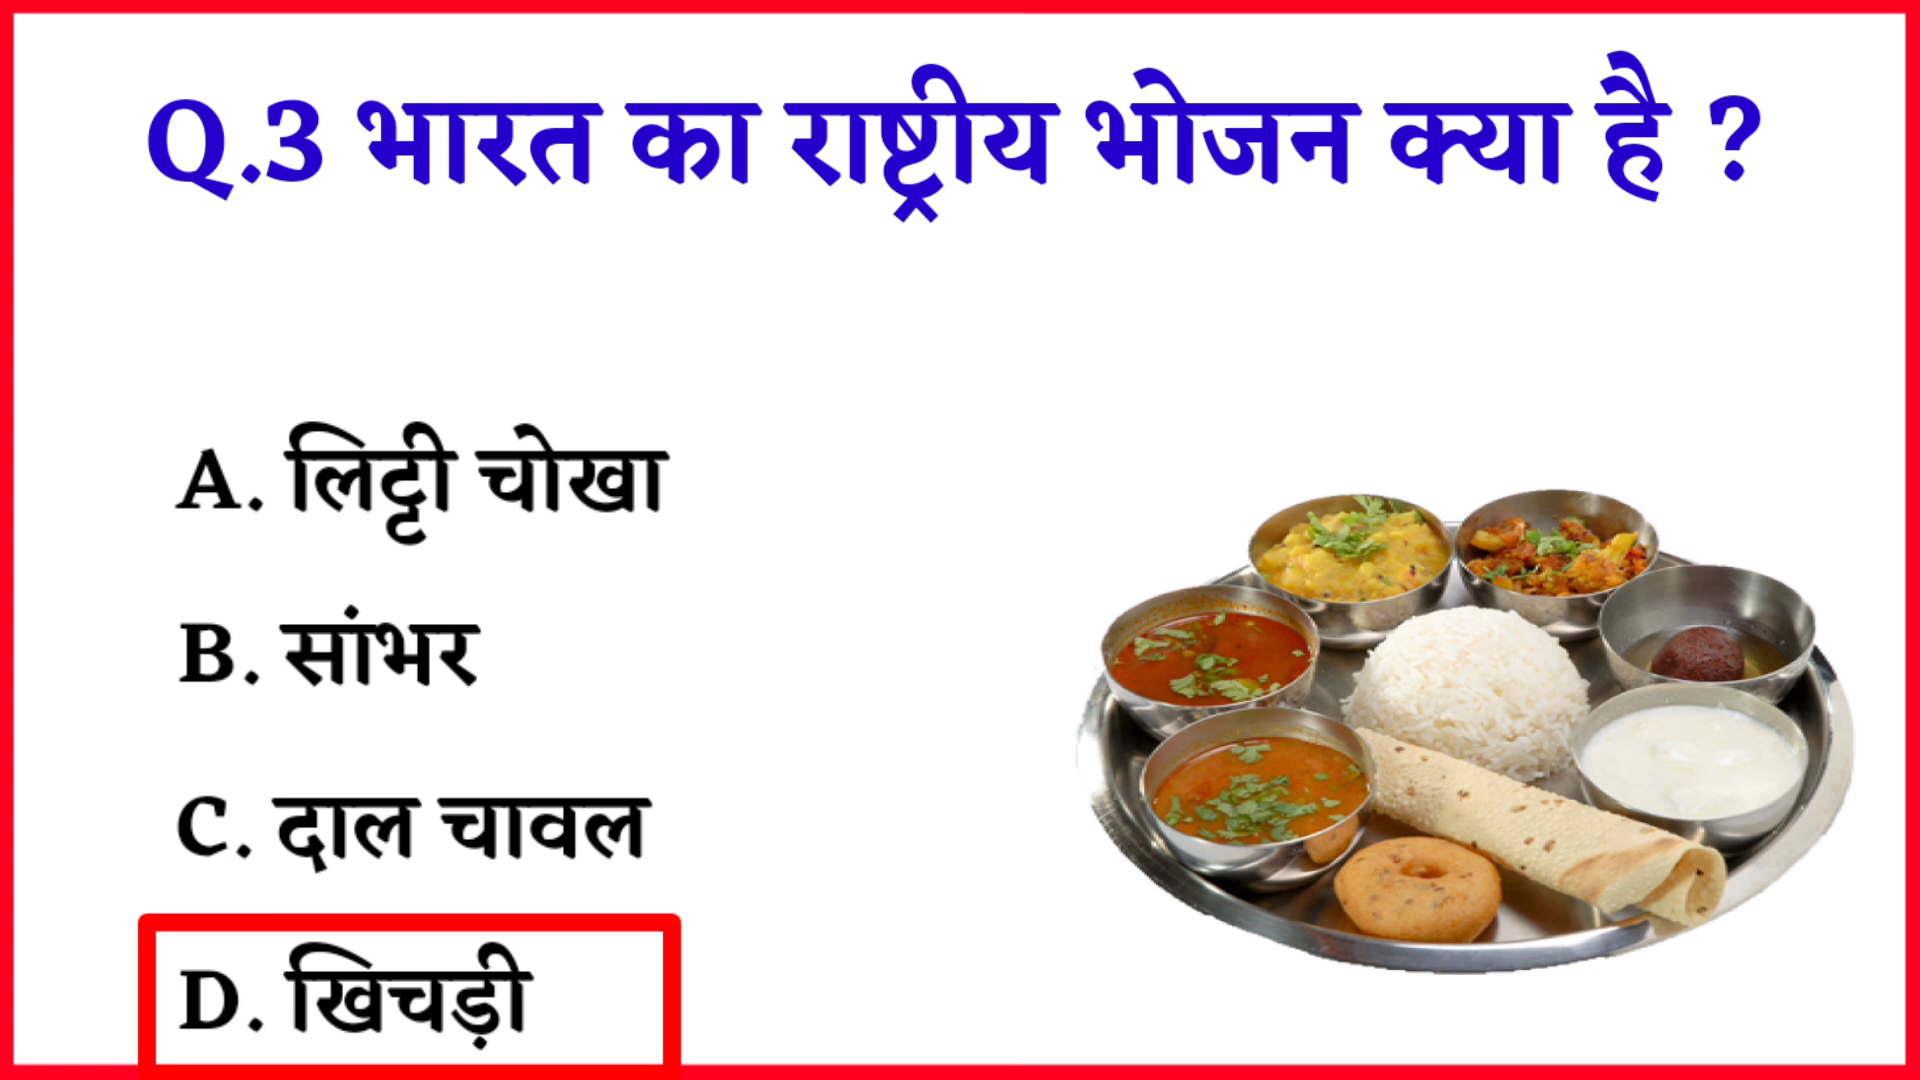 Q.3 भारत का राष्ट्रीय भोजन क्या है ?
A. लिट्टी चोखा
B. सांभर
C. दाल चावल
D. खिचड़ी